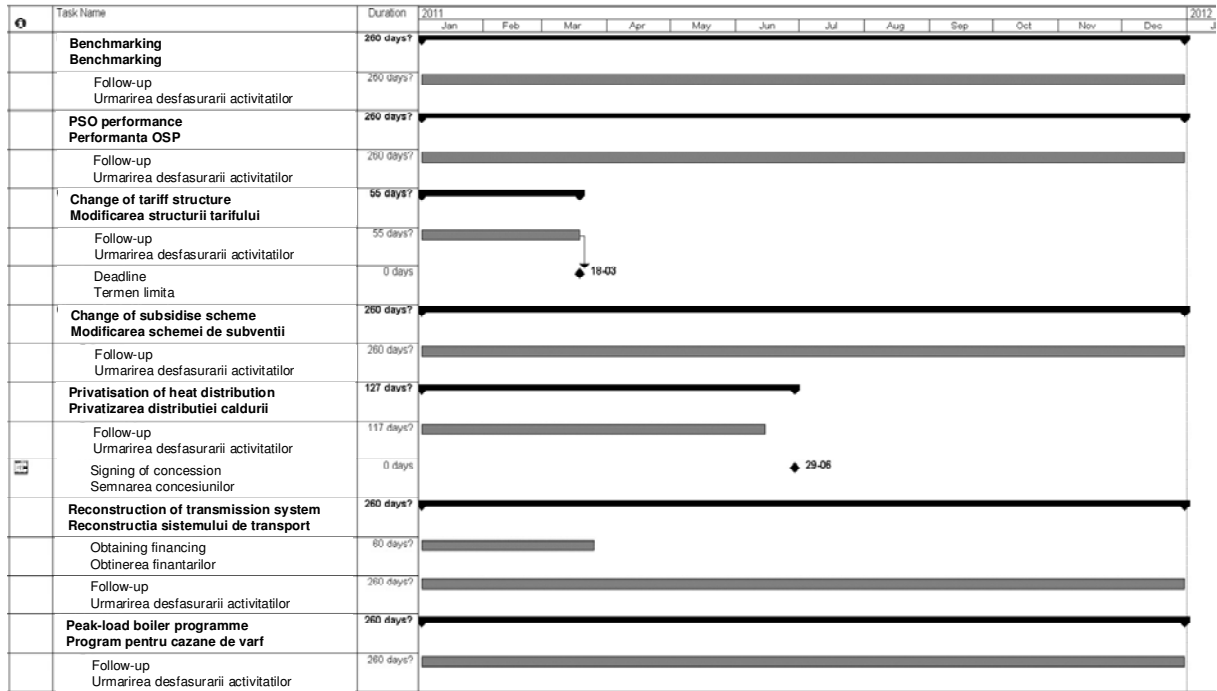 Task Name Duration 2011 2012
Jan Feb Mar Apr May Jun Jul Aug Sep Oct Nov Dec
Benchmarking 260 days?
Benchmarking
Follow-up 260 days?
Urmarirea desfasurarii activitatilor
PSO performance 260 days?
Performanta OSP
Follow-up 260 days?
Urmarirea desfasurarii activitatilor
Change of tariff structure 55 days?
Modificarea structurii tarifului
Follow-up 55 days?
Urmarirea desfasurarii activitatilor
Deadline 0 days 18-03
Termen limita
Change of subsidise scheme 260 days?
Modificarea schemei de subventii
Follow-up 260 days?
Urmarirea desfasurarii activitatilor
Privatisation of heat distribution 127 days?
Privatizarea distributiei caldurii
Follow-up 117 days?
Urmarirea desfasurarii activitatilor
Signing of concession 0 days 29-06
Semnarea concesiunilor
Reconstruction of transmission system 260 days?
Reconstructia sistemului de transport
Obtaining financing 60 days?
Obtinerea finantarilor
Follow-up 260 days?
Urmarirea desfasurarii activitatilor
Peak-load boiler programme 260 days?
Program pentru cazane de varf
Follow-up 260 days?
Urmarirea desfasurarii activitatilor